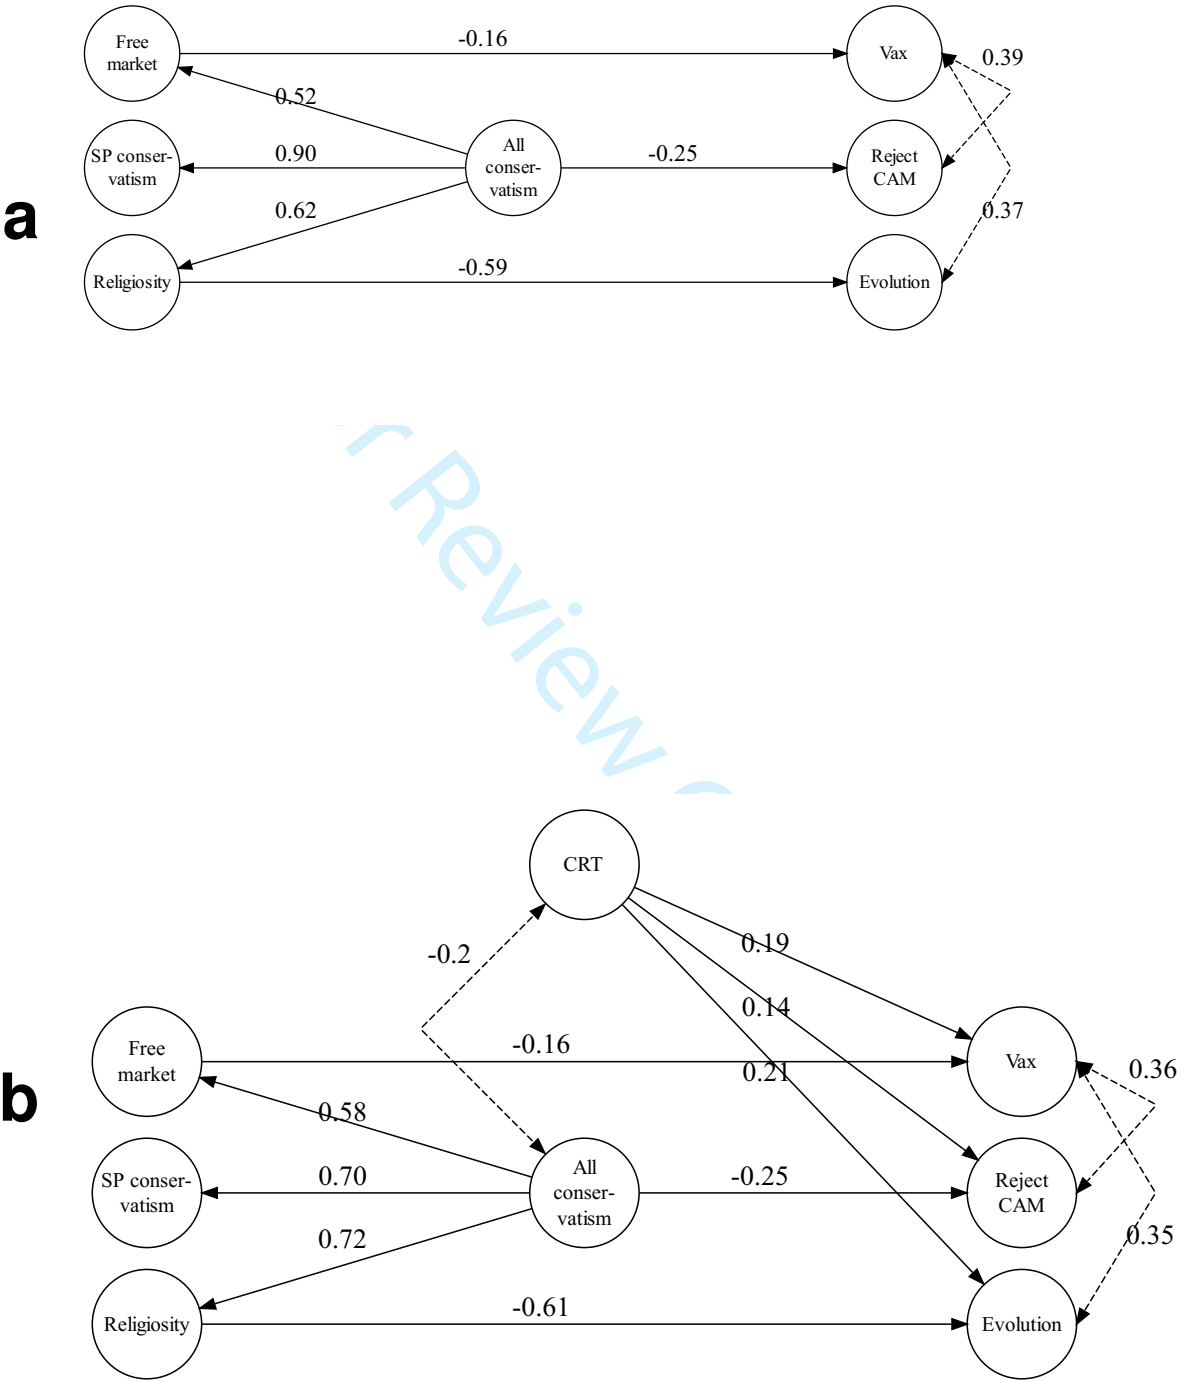 Free
market
-0.16
Vax
0.39
0.52
SP conser-
vatism
0.90
All
conser-
vatism
-0.25
Reject
CAM
a
0.62
0.37
Religiosity
-0.59
Evolution
r Review
CRT
-0.2
0.19
0.14
Free
market
-0.16
0.21
Vax
0.36
b
0.58
SP conser-
vatism
0.70
All
conser-
vatism
-0.25
Reject
CAM
0.72
0.35
Religiosity
-0.61
Evolution